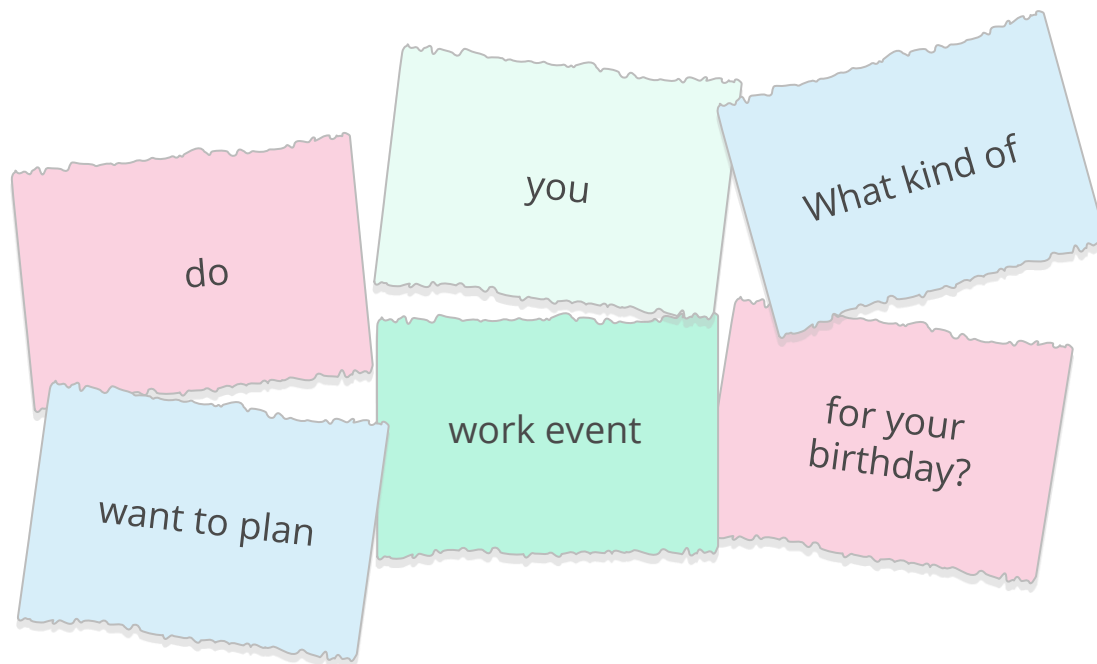 do
you
What kind of
want to plan
work event
for your
birthday?